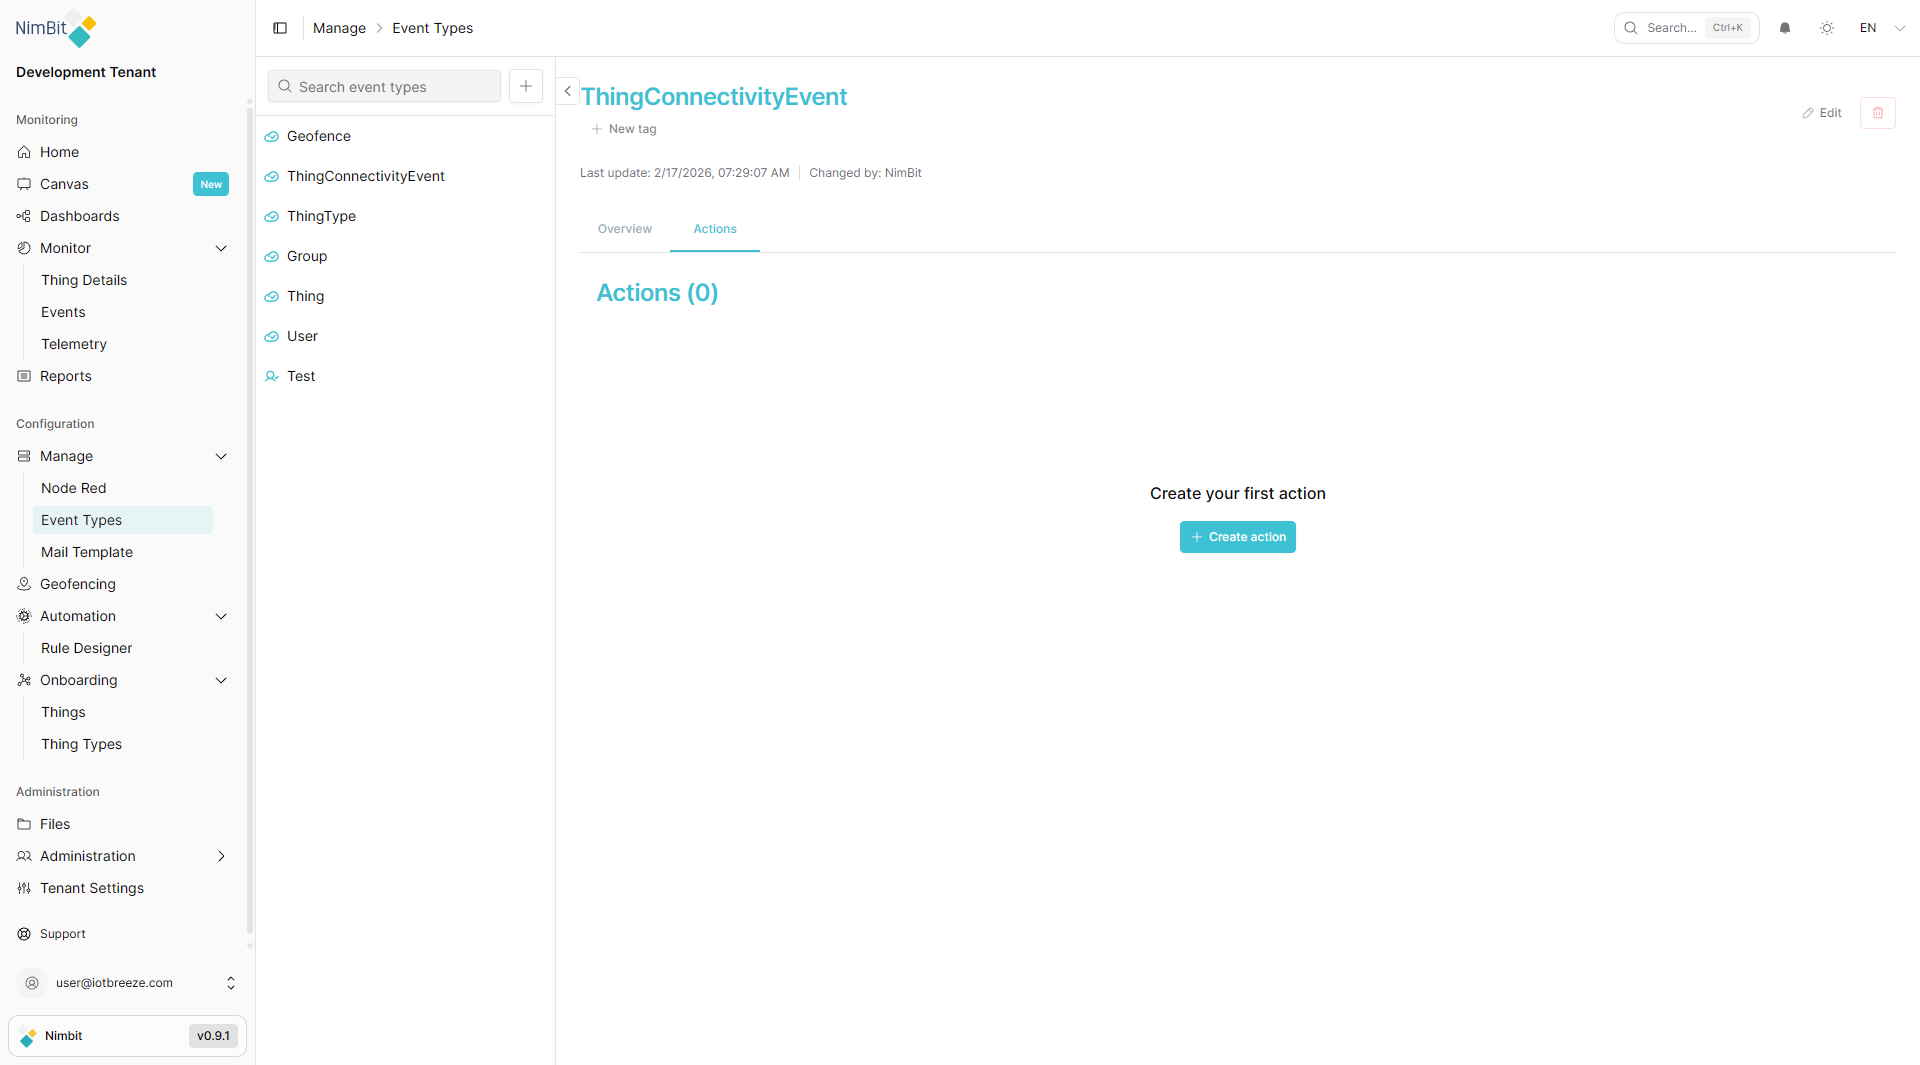 NimBit
Development Tenant
Monitoring
Home
Canvas
New
Dashboards
Monitor
Thing Details
Events
Telemetry
Reports
Configuration
Manage
Node Red
Event Types
Mail Template
Geofencing
Automation
Rule Designer
Onboarding
Things
Thing Types
Administration
Files
Administration
Tenant Settings
Support
user@iotbreeze.com
Nimbit
v0.9.1
Manage > Event Types
Search...
Ctrl+K
EN
Search event types
Geofence
ThingConnectivityEvent
ThingType
Group
Thing
User
Test
ThingConnectivityEvent
New tag
Edit
Last update: 2/17/2026, 07:29:07 AM
Changed by: NimBit
Overview
Actions
Actions (0)
Create your first action
Create action